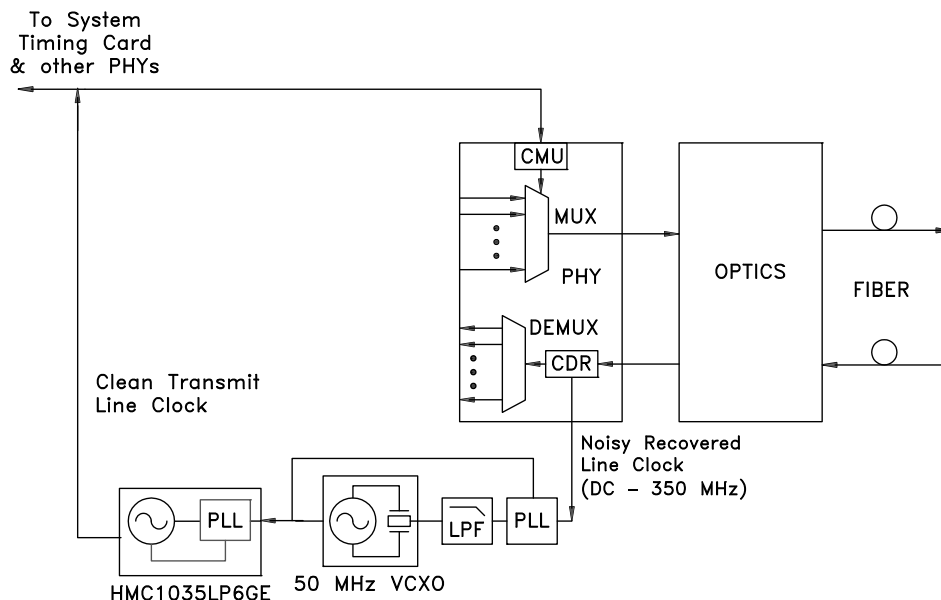 To System
Timing Card
& other PHYs
CMU
MUX
PHY
OPTICS
FIBER
DEMUX
CDR
Clean Transmit
Line Clock
Noisy Recovered
Line Clock
(DC - 350 MHz)
PLL
LPF
PLL
HMC1035LP6GE
50 MHz VCXO